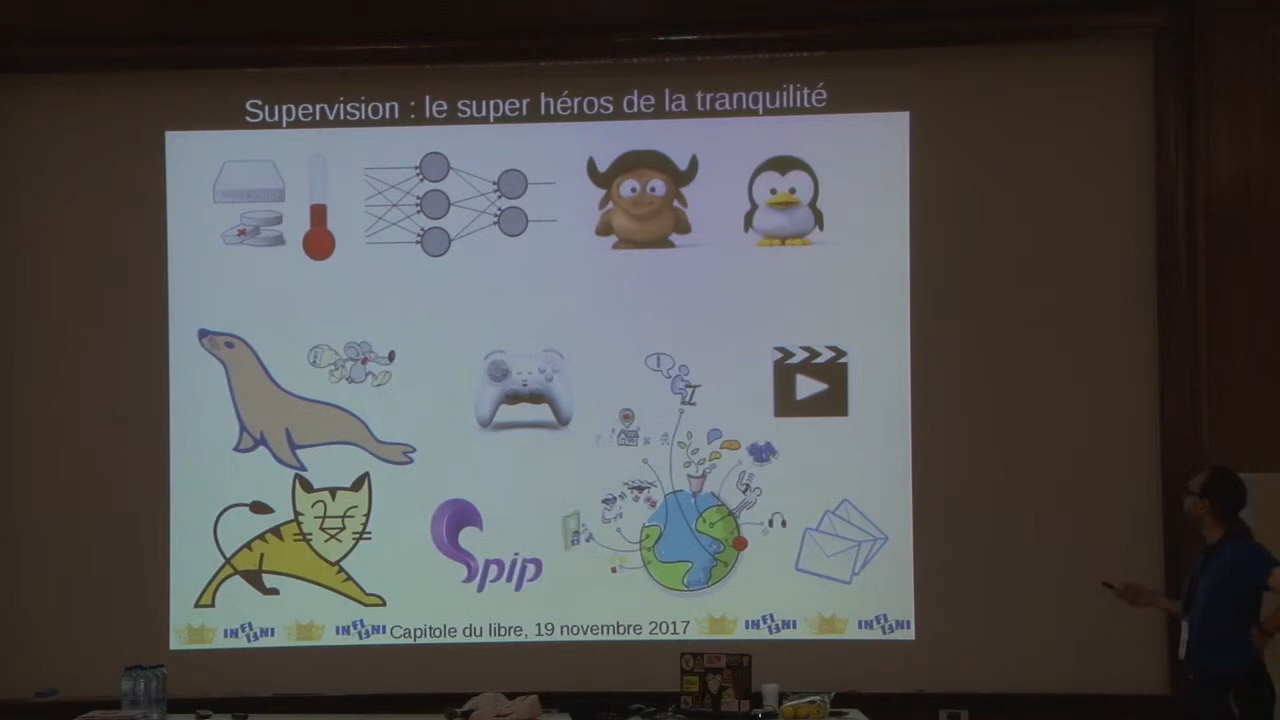 Supervision : le super héros de la tranquilité
Spip
INFINI
INFINI
Capitole du libre, 19 novembre 2017
INFINI
INFINI